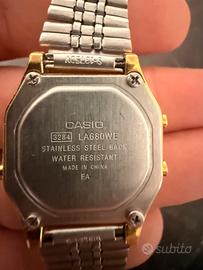 CASIO
3284 LA680WE
STAINLESS STEEL BACK
WATER RESISTANT
MADE IN CHINA
EA
subito